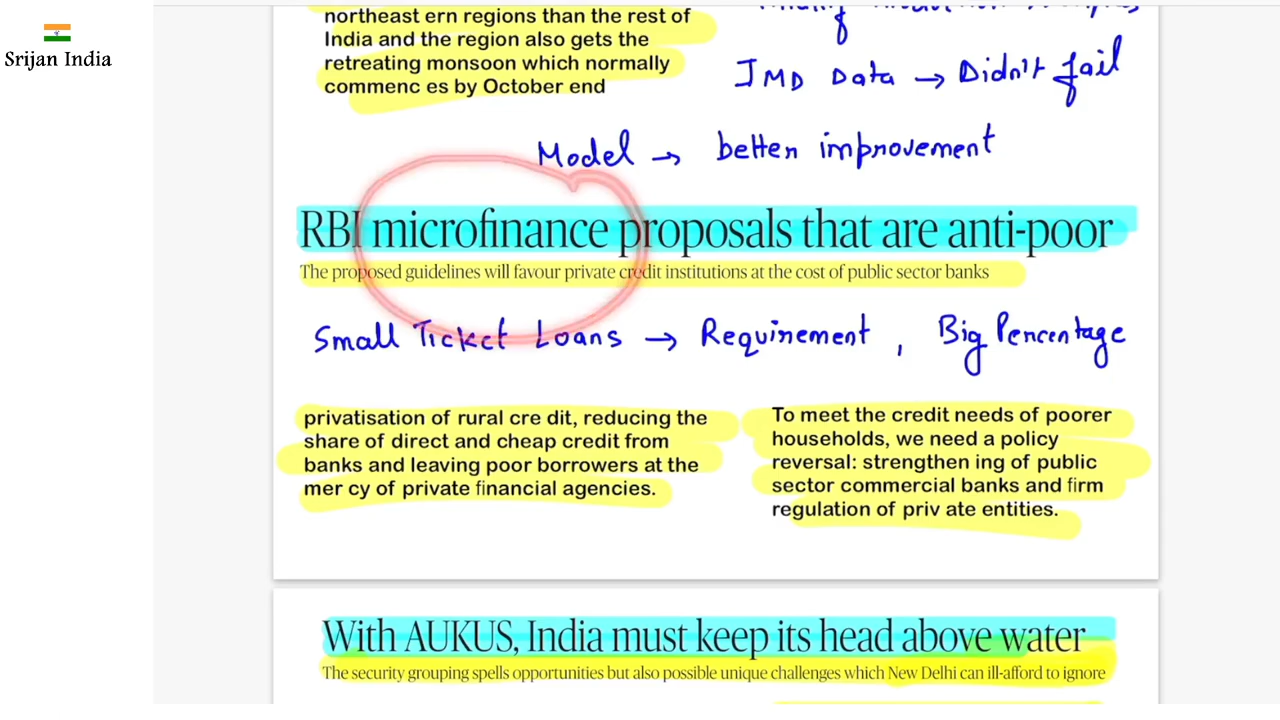 Srijan India
northeast ern regions than the rest of
India and the region also gets the
retreating monsoon which normally
commenc es by October end
IMD Data → Didn't fail
Model → better improvement
RBI microfinance proposals that are anti-poor
The proposed guidelines will favour private credit institutions at the cost of public sector banks
Small Ticket Loans → Requirement , Big Percentage
privatisation of rural cre dit, reducing the
share of direct and cheap credit from
banks and leaving poor borrowers at the
mer cy of private financial agencies.
To meet the credit needs of poorer
households, we need a policy
reversal: strengthen ing of public
sector commercial banks and firm
regulation of priv ate entities.
With AUKUS, India must keep its head above water
The security grouping spells opportunities but also possible unique challenges which New Delhi can ill-afford to ignore